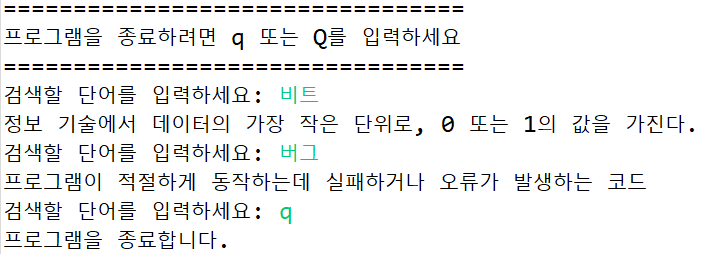 =================================
프로그램을 종료하려면 q 또는 Q를 입력하세요
=================================
검색할 단어를 입력하세요: 비트
정보 기술에서 데이터의 가장 작은 단위로, 0 또는 1의 값을 가진다.
검색할 단어를 입력하세요: 버그
프로그램이 적절하게 동작하는데 실패하거나 오류가 발생하는 코드
검색할 단어를 입력하세요: q
프로그램을 종료합니다.